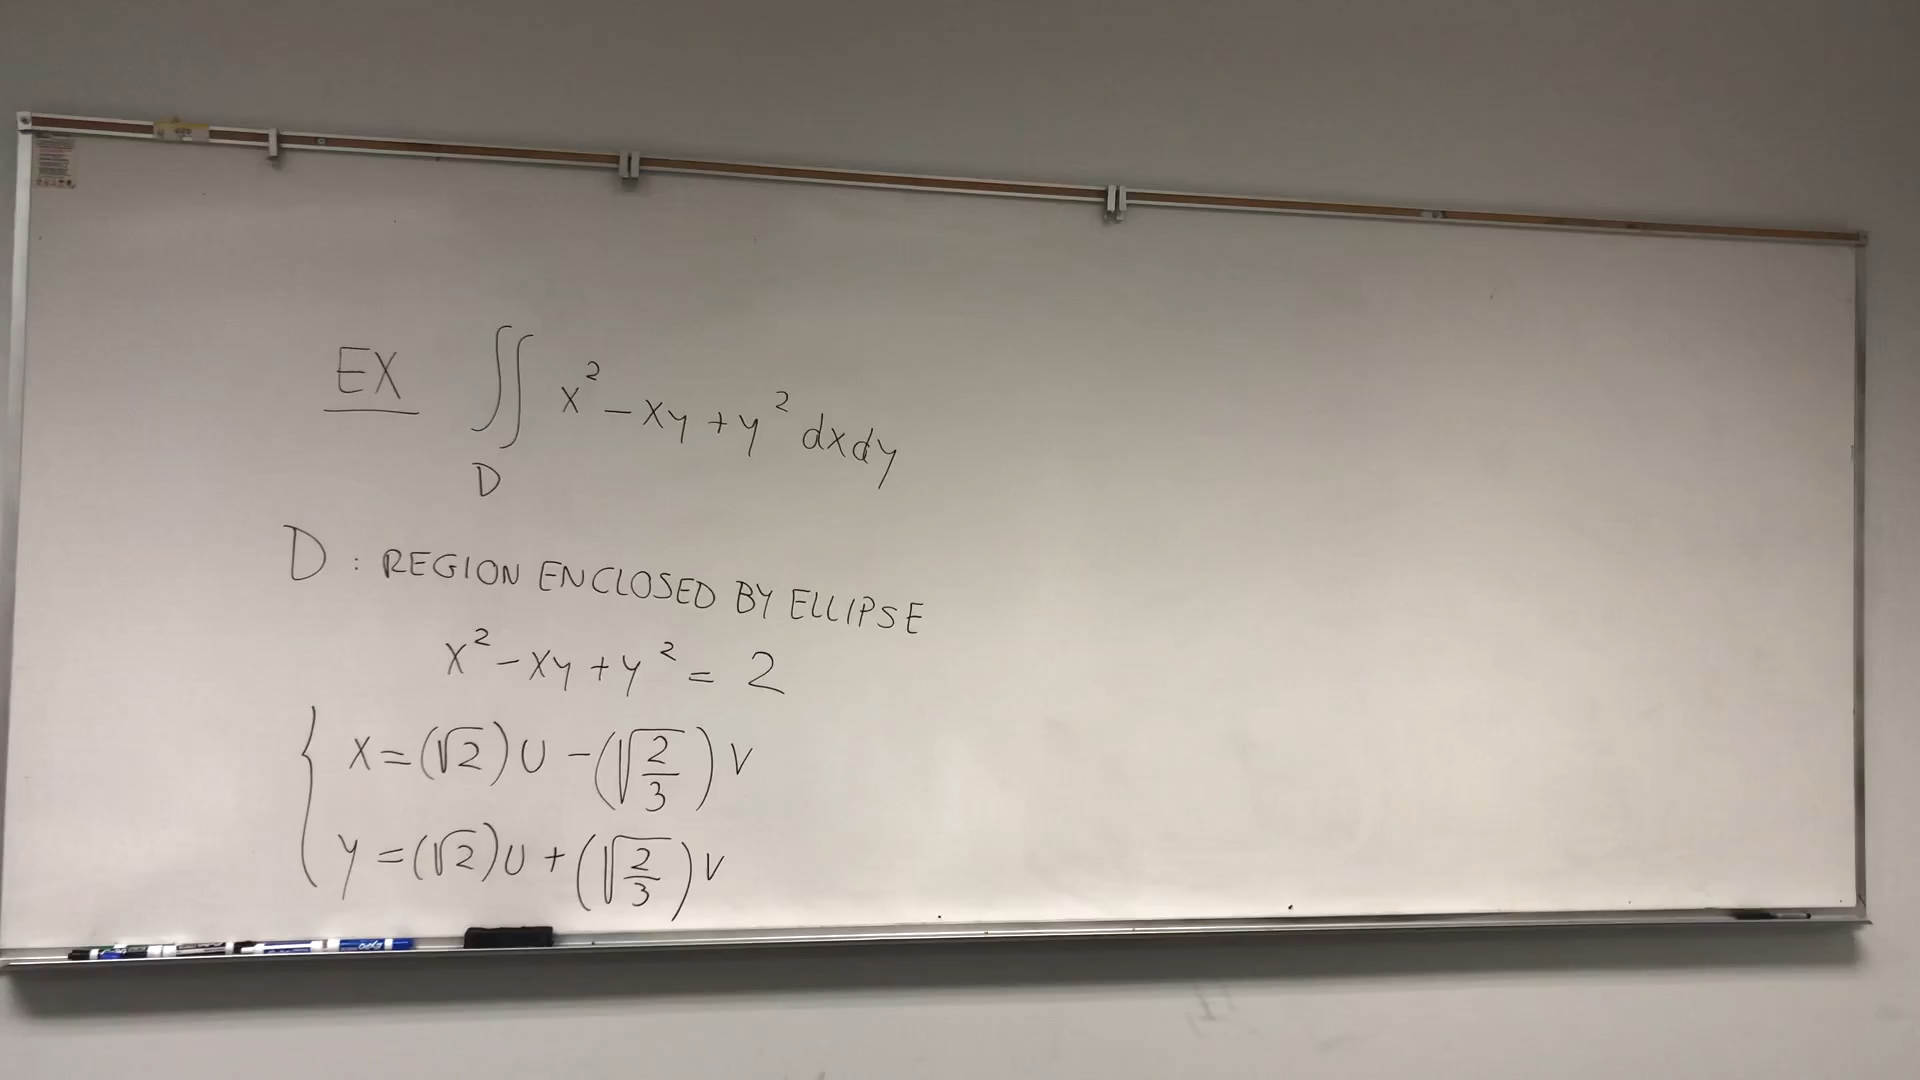 EX ∬ x² - xy + y² dxdy
D
D : REGION ENCLOSED BY ELLIPSE
x² - xy + y² = 2
{ x = (√2) U - (√(2/3)) V
y = (√2) U + (√(2/3)) V
EXPO